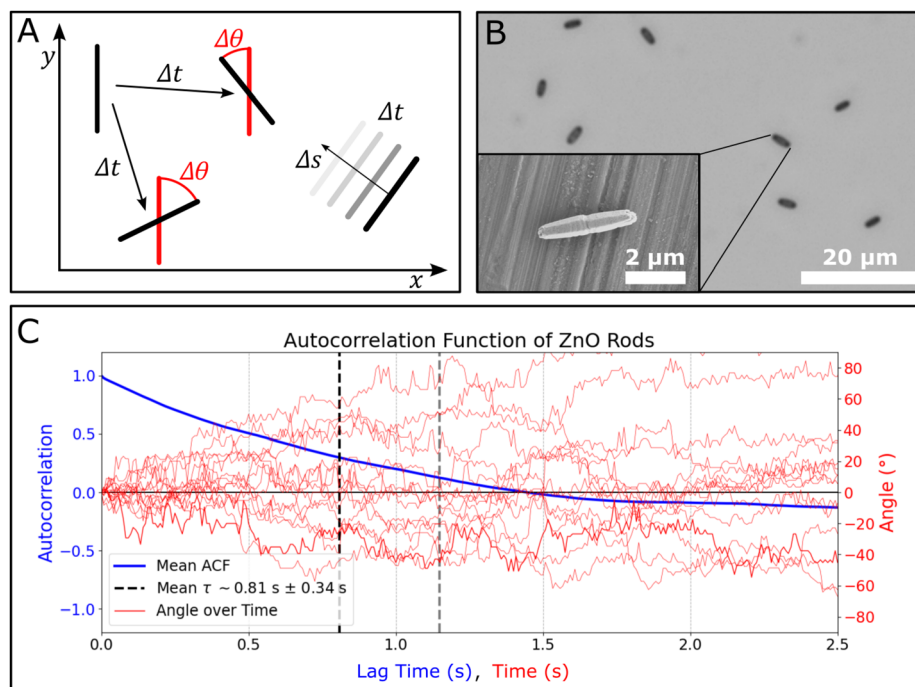 A
y
x
Δt
Δθ
Δt
Δθ
Δt
Δs
B
2 µm
20 µm
C
Autocorrelation Function of ZnO Rods
Autocorrelation
1.0
0.5
0.0
−0.5
−1.0
Mean ACF
Mean τ ~0.81 s ± 0.34 s
Angle over Time
80
60
40
20
0
−20
−40
−60
−80
Angle (°)
0.0 0.5 1.0 1.5 2.0 2.5
Lag Time (s), Time (s)